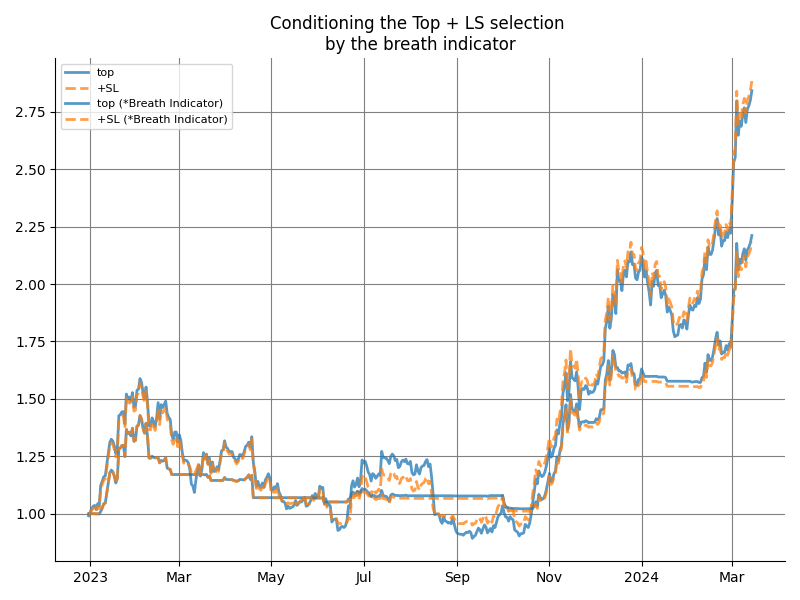 Conditioning the Top + LS selection
by the breath indicator
top
+SL
top (*Breath Indicator)
+SL (*Breath Indicator)
2.75
2.50
2.25
2.00
1.75
1.50
1.25
1.00
2023 Mar May Jul Sep Nov 2024 Mar